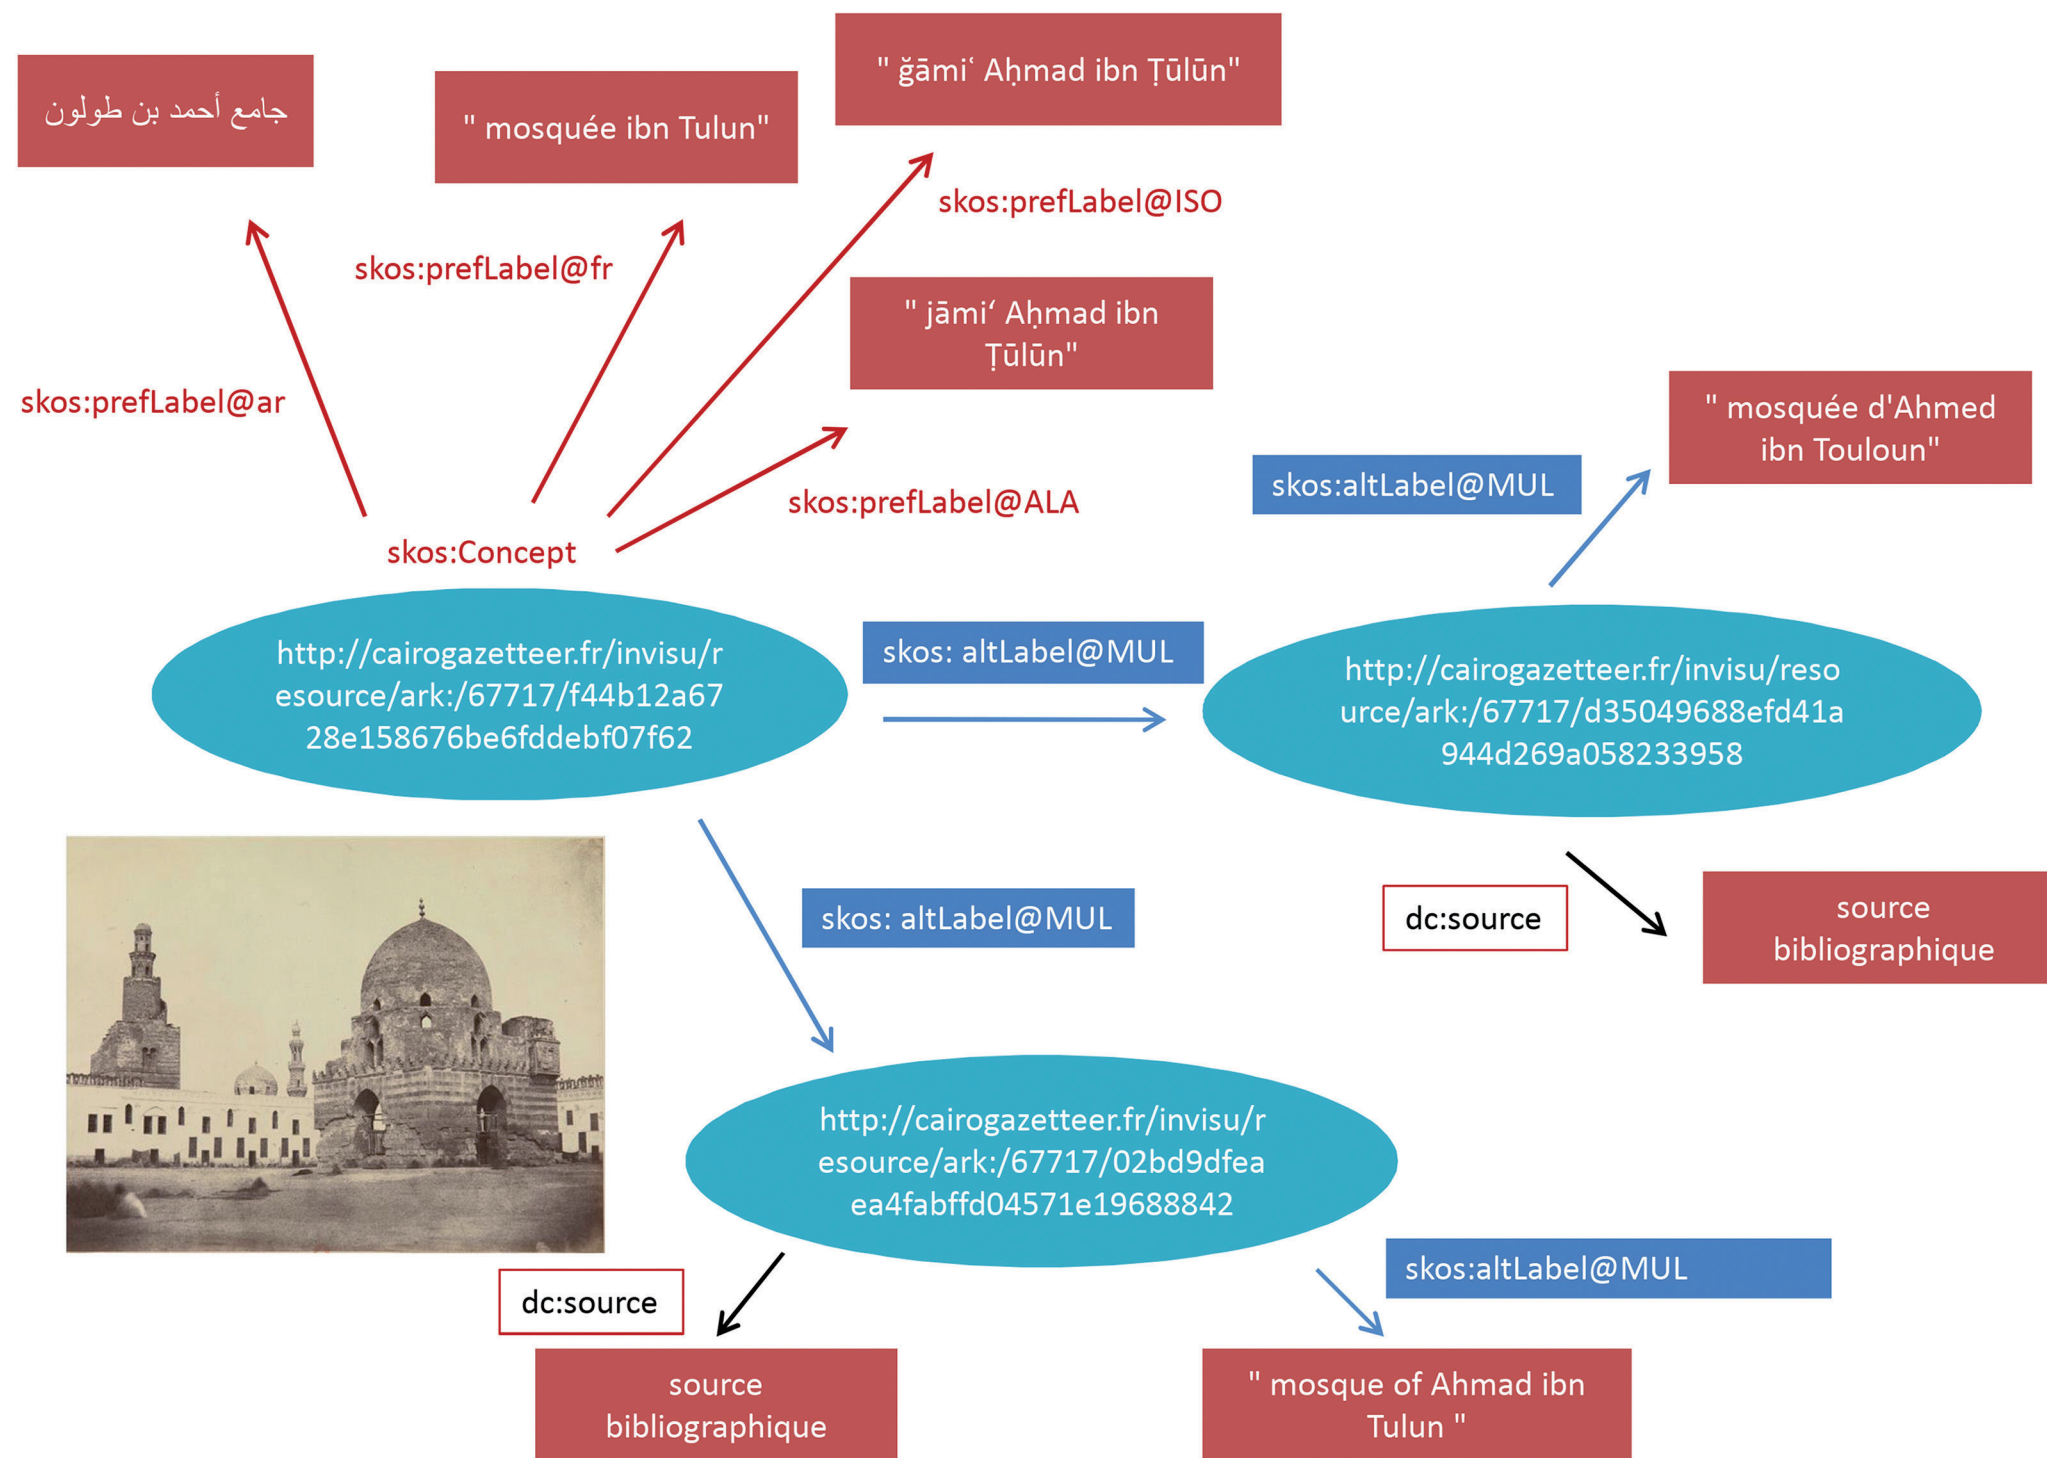 جامع أحمد بن طولون
" mosquée ibn Tulun"
" ğāmiʿ Aḥmad ibn Ṭūlūn"
skos:prefLabel@ISO
skos:prefLabel@fr
" jāmiʻ Aḥmad ibn
Ṭūlūn"
skos:prefLabel@ar
" mosquée d'Ahmed
ibn Touloun"
skos:altLabel@MUL
skos:prefLabel@ALA
skos:Concept
http://cairogazetteer.fr/invisu/r
esource/ark:/67717/f44b12a67
28e158676be6fddebf07f62
skos: altLabel@MUL
http://cairogazetteer.fr/invisu/reso
urce/ark:/67717/d35049688efd41a
944d269a058233958
skos: altLabel@MUL
dc:source
source
bibliographique
http://cairogazetteer.fr/invisu/r
esource/ark:/67717/02bd9dfea
ea4fabffd04571e19688842
skos:altLabel@MUL
dc:source
source
bibliographique
" mosque of Ahmad ibn
Tulun "